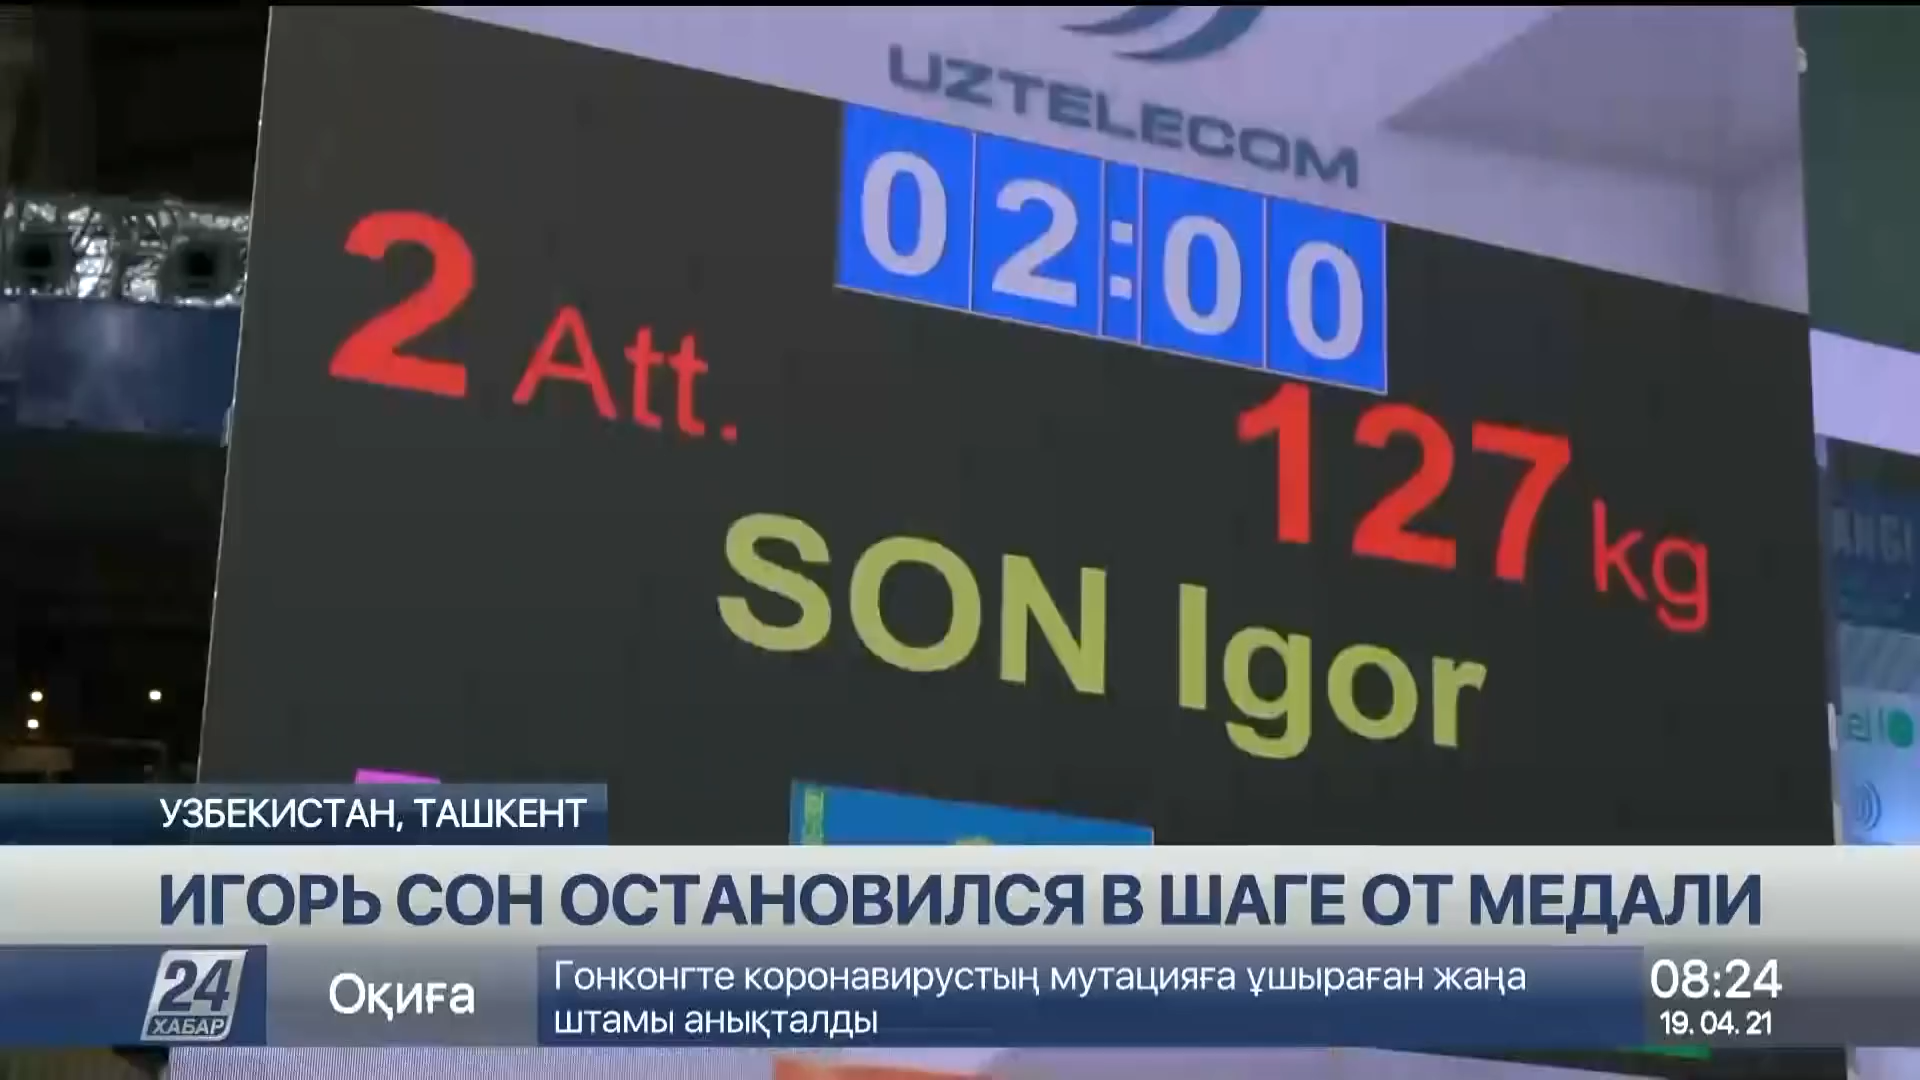 UZTELECOM
02:00
2 Att.
127 kg
SON Igor
ANGI
УЗБЕКИСТАН, ТАШКЕНТ
ИГОРЬ СОН ОСТАНОВИЛСЯ В ШАГЕ ОТ МЕДАЛИ
24 ХАБАР
Оқиға
Гонконгте коронавирустың мутацияға ұшыраған жаңа
штамы анықталды
08:24
19.04.21